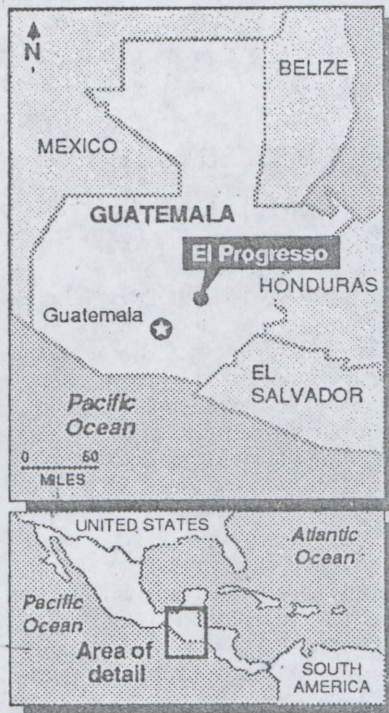 N
BELIZE
MEXICO
GUATEMALA
El Progresso
HONDURAS
Guatemala
EL
SALVADOR
Pacific
Ocean
0 60
MILES
UNITED STATES
Atlantic
Ocean
Pacific
Ocean
Area of
detail
SOUTH
AMERICA